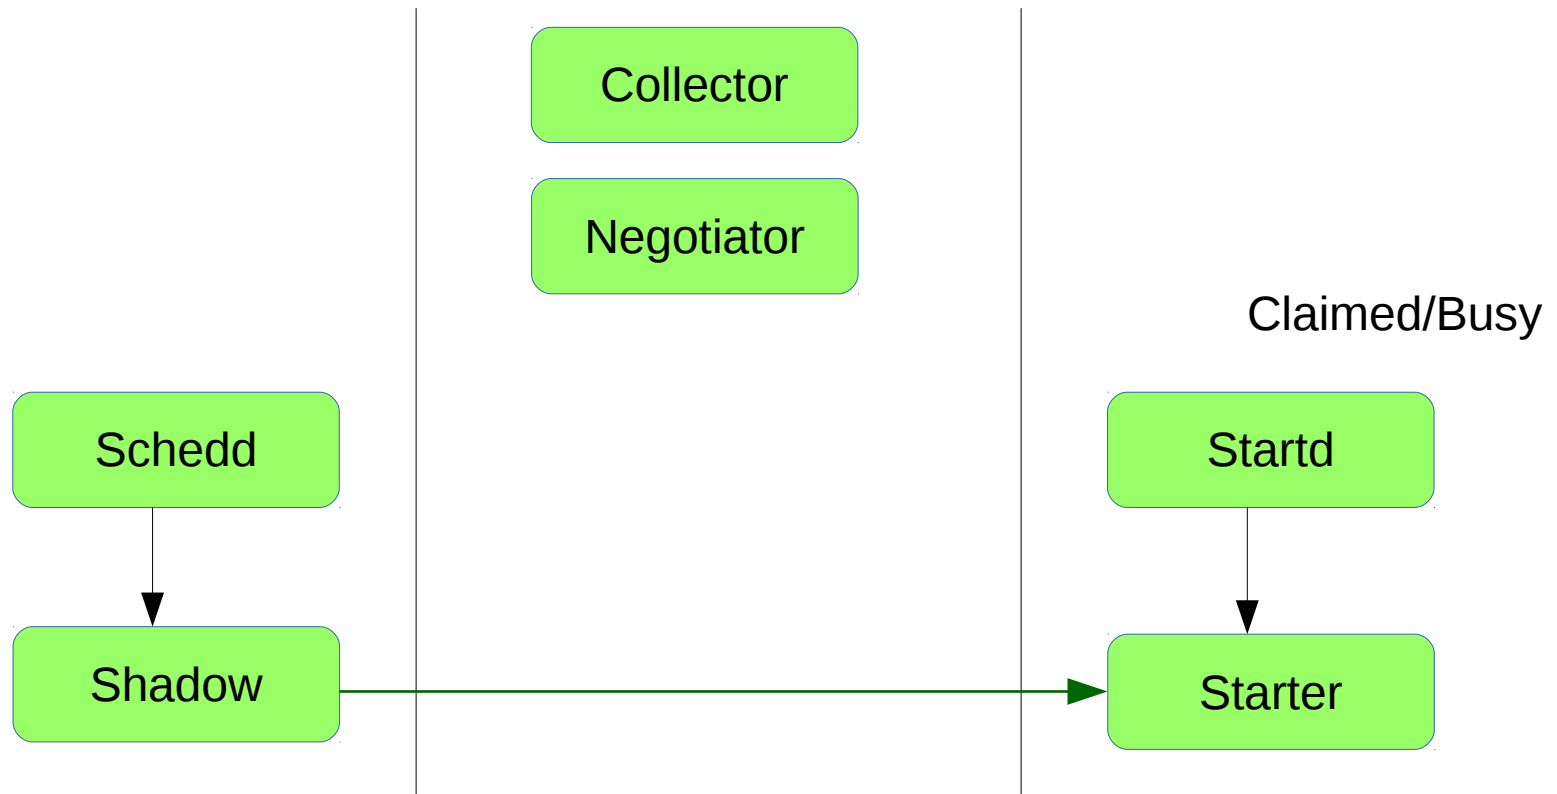 Collector
Negotiator
Claimed/Busy
Schedd
Startd
Shadow
Starter